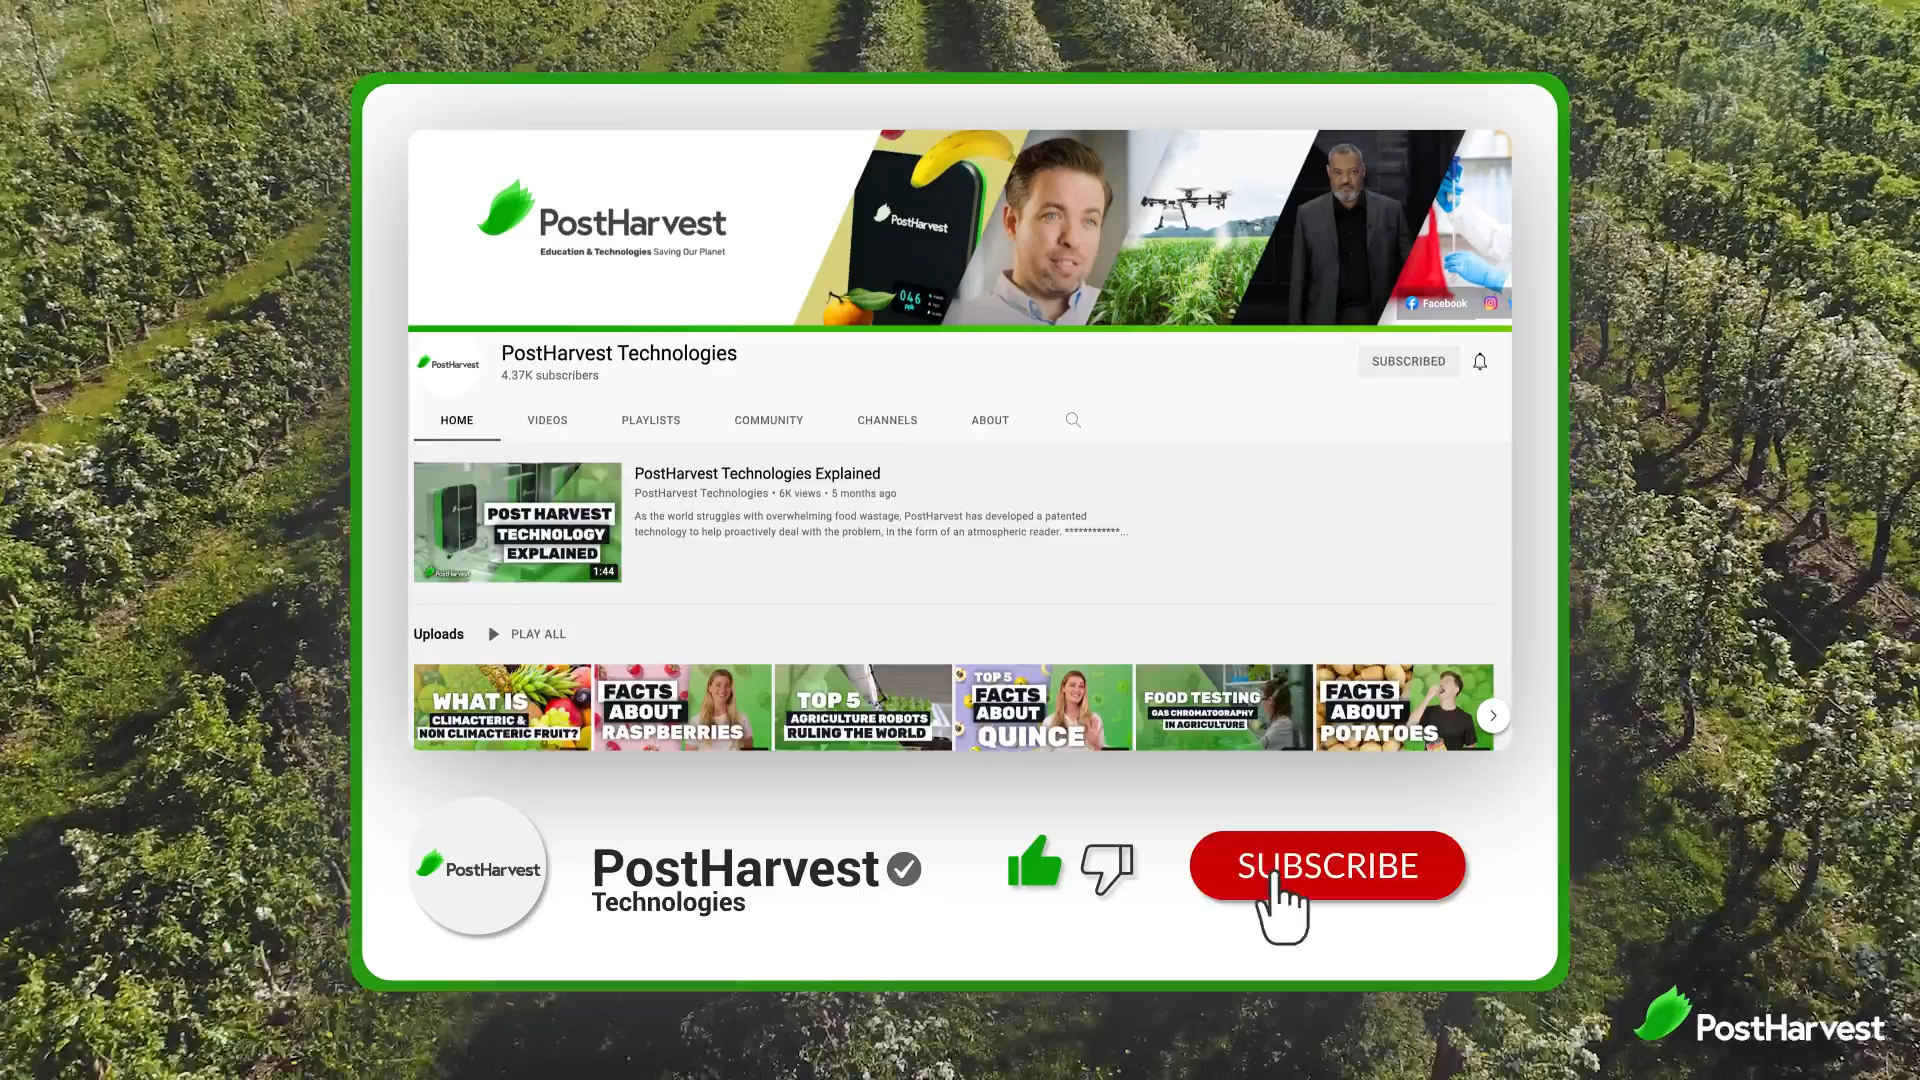 PostHarvest
Education & Technologies Saving Our Planet
PostHarvest
046
Facebook
PostHarvest
PostHarvest Technologies
4.37K subscribers
SUBSCRIBED
HOME VIDEOS PLAYLISTS COMMUNITY CHANNELS ABOUT
POST HARVEST
TECHNOLOGY
EXPLAINED
PostHarvest
1:44
PostHarvest Technologies Explained
PostHarvest Technologies • 6K views • 5 months ago
As the world struggles with overwhelming food wastage, PostHarvest has developed a patented
technology to help proactively deal with the problem, in the form of an atmospheric reader. ************...
Uploads PLAY ALL
WHAT IS
CLIMACTERIC &
NON CLIMACTERIC FRUIT?
FACTS
ABOUT
RASPBERRIES
TOP 5
AGRICULTURE ROBOTS
RULING THE WORLD
TOP 5
FACTS
ABOUT
QUINCE
FOOD TESTING
GAS CHROMATOGRAPHY
IN AGRICULTURE
FACTS
ABOUT
POTATOES
PostHarvest
PostHarvest
Technologies
SUBSCRIBE
PostHarvest